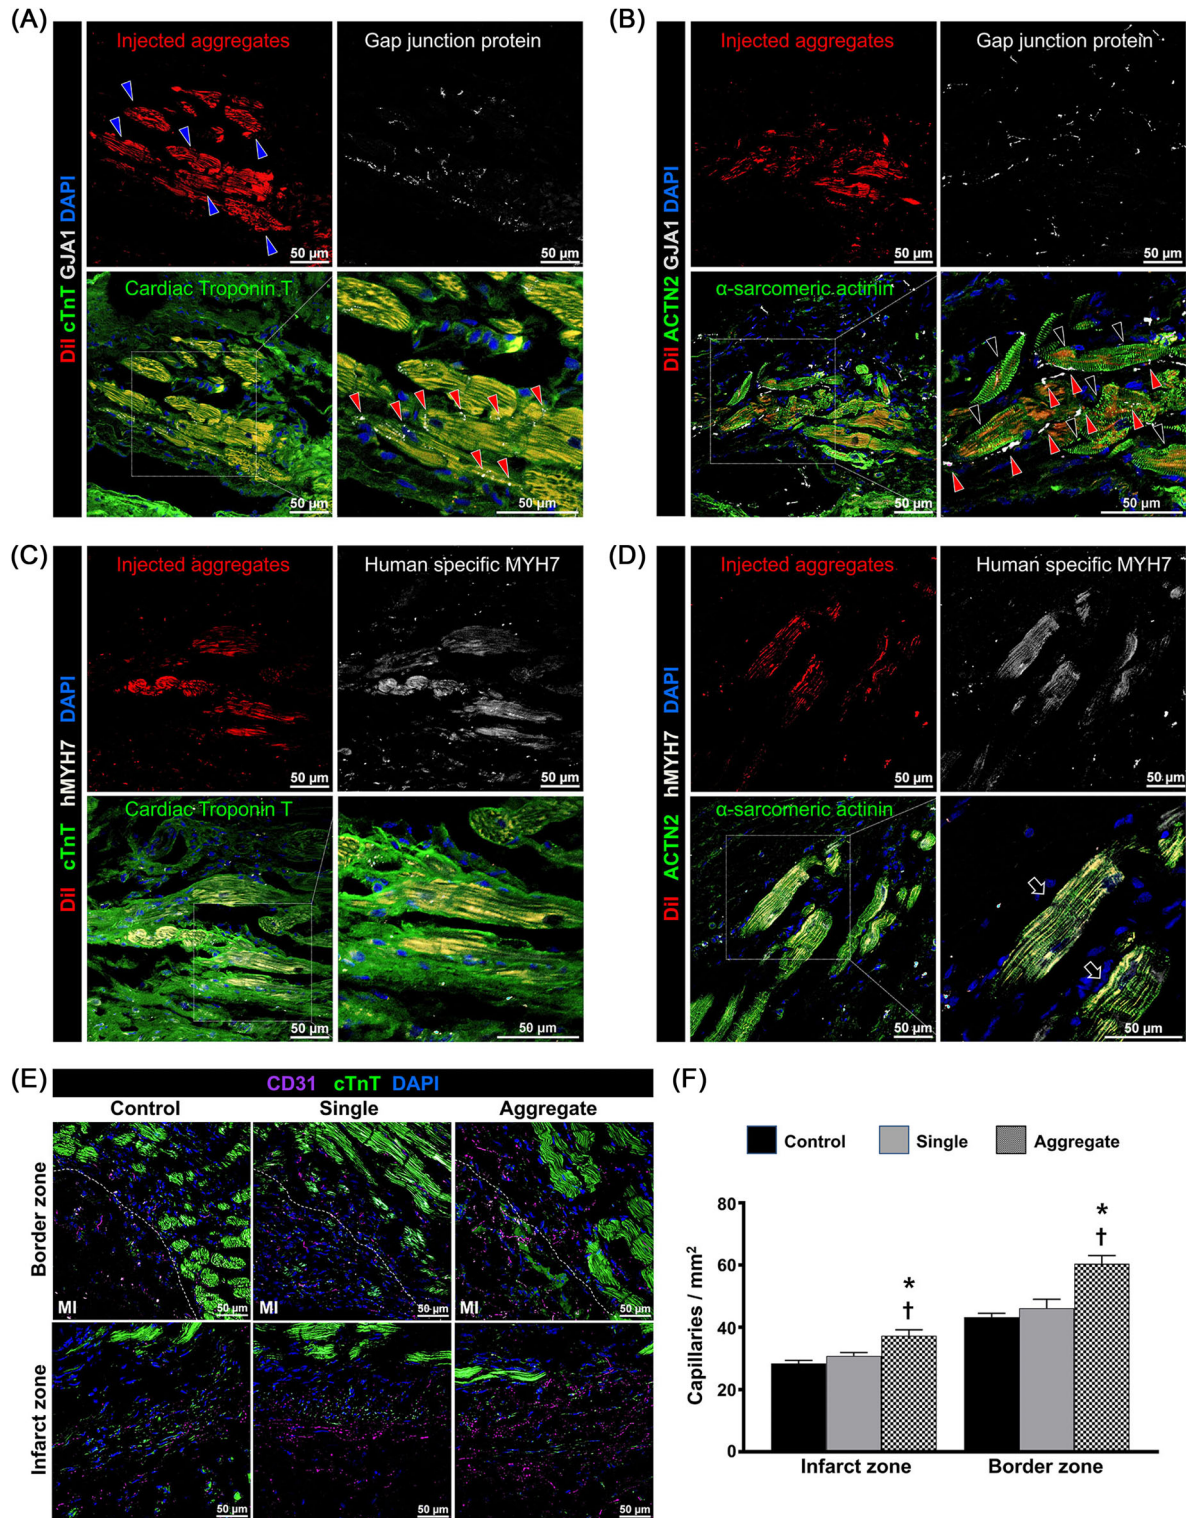 (A)
DiI cTnT GJA1 DAPI
Injected aggregates
Gap junction protein
50 µm
50 µm
Cardiac Troponin T
50 µm
50 µm
(B)
DiI ACTN2 GJA1 DAPI
Injected aggregates
Gap junction protein
50 µm
50 µm
α-sarcomeric actinin
50 µm
50 µm
(C)
DiI cTnT hMYH7 DAPI
Injected aggregates
Human specific MYH7
50 µm
50 µm
Cardiac Troponin T
50 µm
50 µm
(D)
DiI ACTN2 hMYH7 DAPI
Injected aggregates
Human specific MYH7
50 µm
50 µm
α-sarcomeric actinin
50 µm
50 µm
(E)
CD31 cTnT DAPI
Control Single Aggregate
Border zone
MI
50 µm
MI
50 µm
MI
50 µm
Infarct zone
50 µm
50 µm
50 µm
(F)
Control Single Aggregate
Capillaries / mm²
80
60
40
20
0
*
†
*
†
Infarct zone Border zone